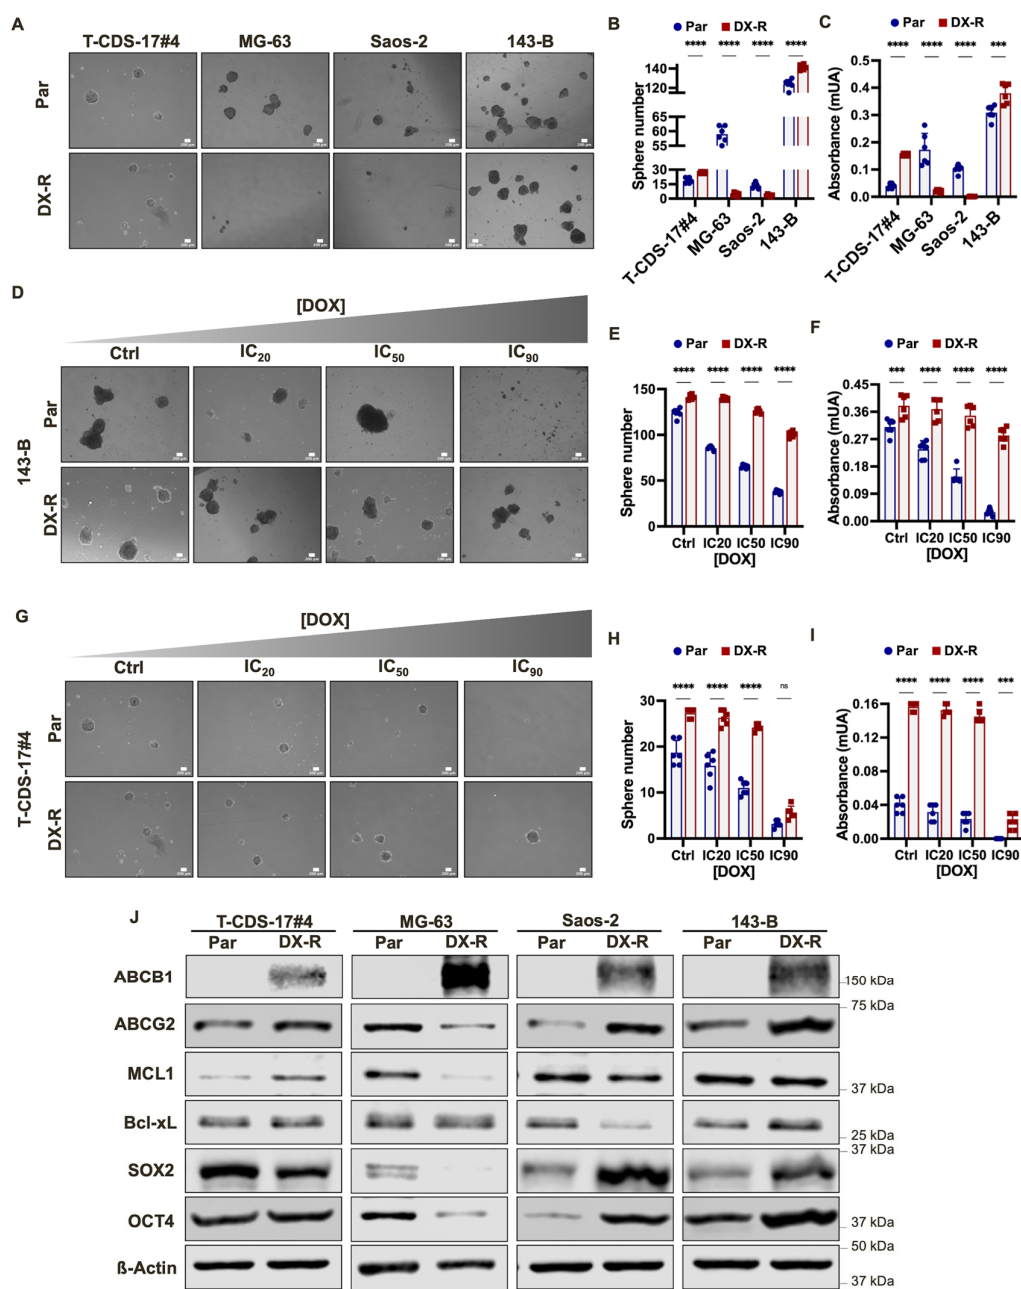 A
T-CDS-17#4 MG-63 Saos-2 143-B
Par
DX-R
B
Par DX-R
**** **** **** ****
Sphere number
140
120
65
60
55
30
15
0
T-CDS-17#4 MG-63 Saos-2 143-B
C
Par DX-R
**** **** **** ***
Absorbance (mUA)
0.5
0.4
0.3
0.2
0.1
0.0
T-CDS-17#4 MG-63 Saos-2 143-B
D
[DOX]
Ctrl IC20 IC50 IC90
143-B
Par
DX-R
E
Par DX-R
**** **** **** ****
Sphere number
150
100
50
0
Ctrl IC20 IC50 IC90
[DOX]
F
Par DX-R
*** **** **** ****
Absorbance (mUA)
0.45
0.36
0.27
0.18
0.09
0.00
Ctrl IC20 IC50 IC90
[DOX]
G
[DOX]
Ctrl IC20 IC50 IC90
T-CDS-17#4
Par
DX-R
H
Par DX-R
**** **** **** ns
Sphere number
30
20
10
0
Ctrl IC20 IC50 IC90
[DOX]
I
Par DX-R
**** **** **** ***
Absorbance (mUA)
0.16
0.12
0.08
0.04
0.00
Ctrl IC20 IC50 IC90
[DOX]
J
T-CDS-17#4 MG-63 Saos-2 143-B
Par DX-R Par DX-R Par DX-R Par DX-R
ABCB1
150 kDa
75 kDa
ABCG2
MCL1
37 kDa
Bcl-xL
25 kDa
37 kDa
SOX2
OCT4
37 kDa
50 kDa
ß-Actin
37 kDa